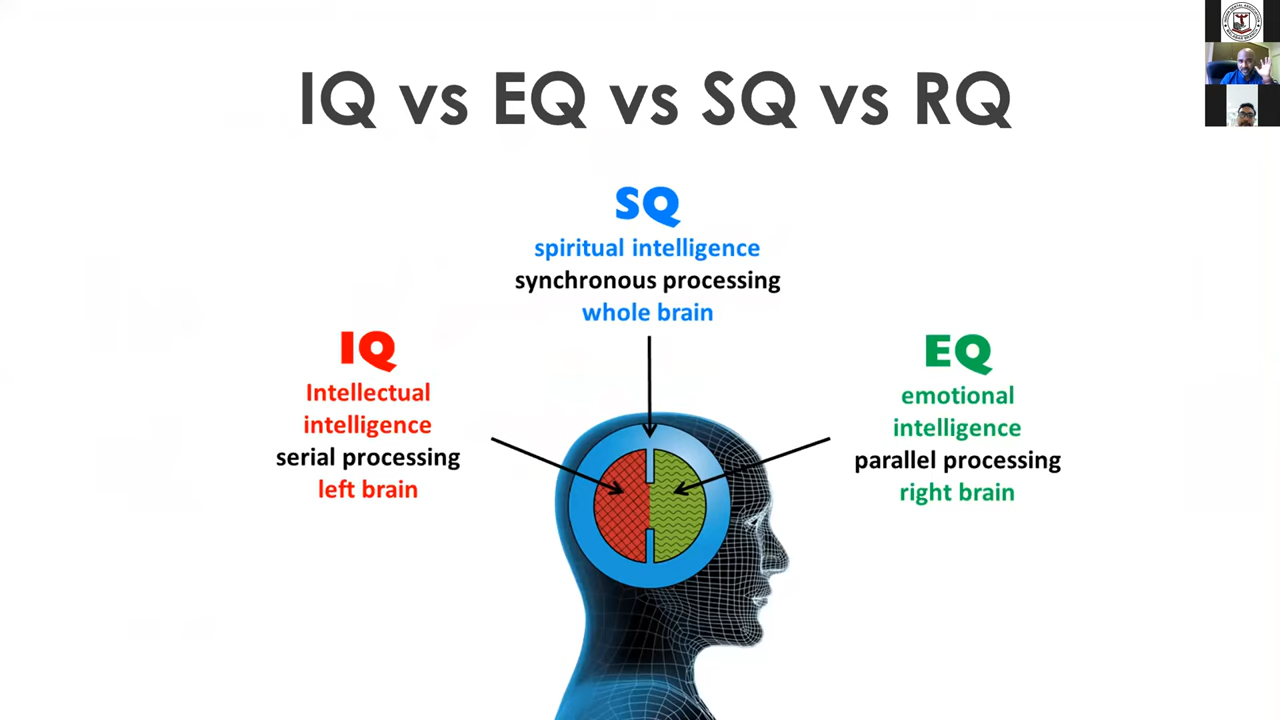 IQ vs EQ vs SQ vs RQ
SQ
spiritual intelligence
synchronous processing
whole brain
IQ
Intellectual
intelligence
serial processing
left brain
EQ
emotional
intelligence
parallel processing
right brain